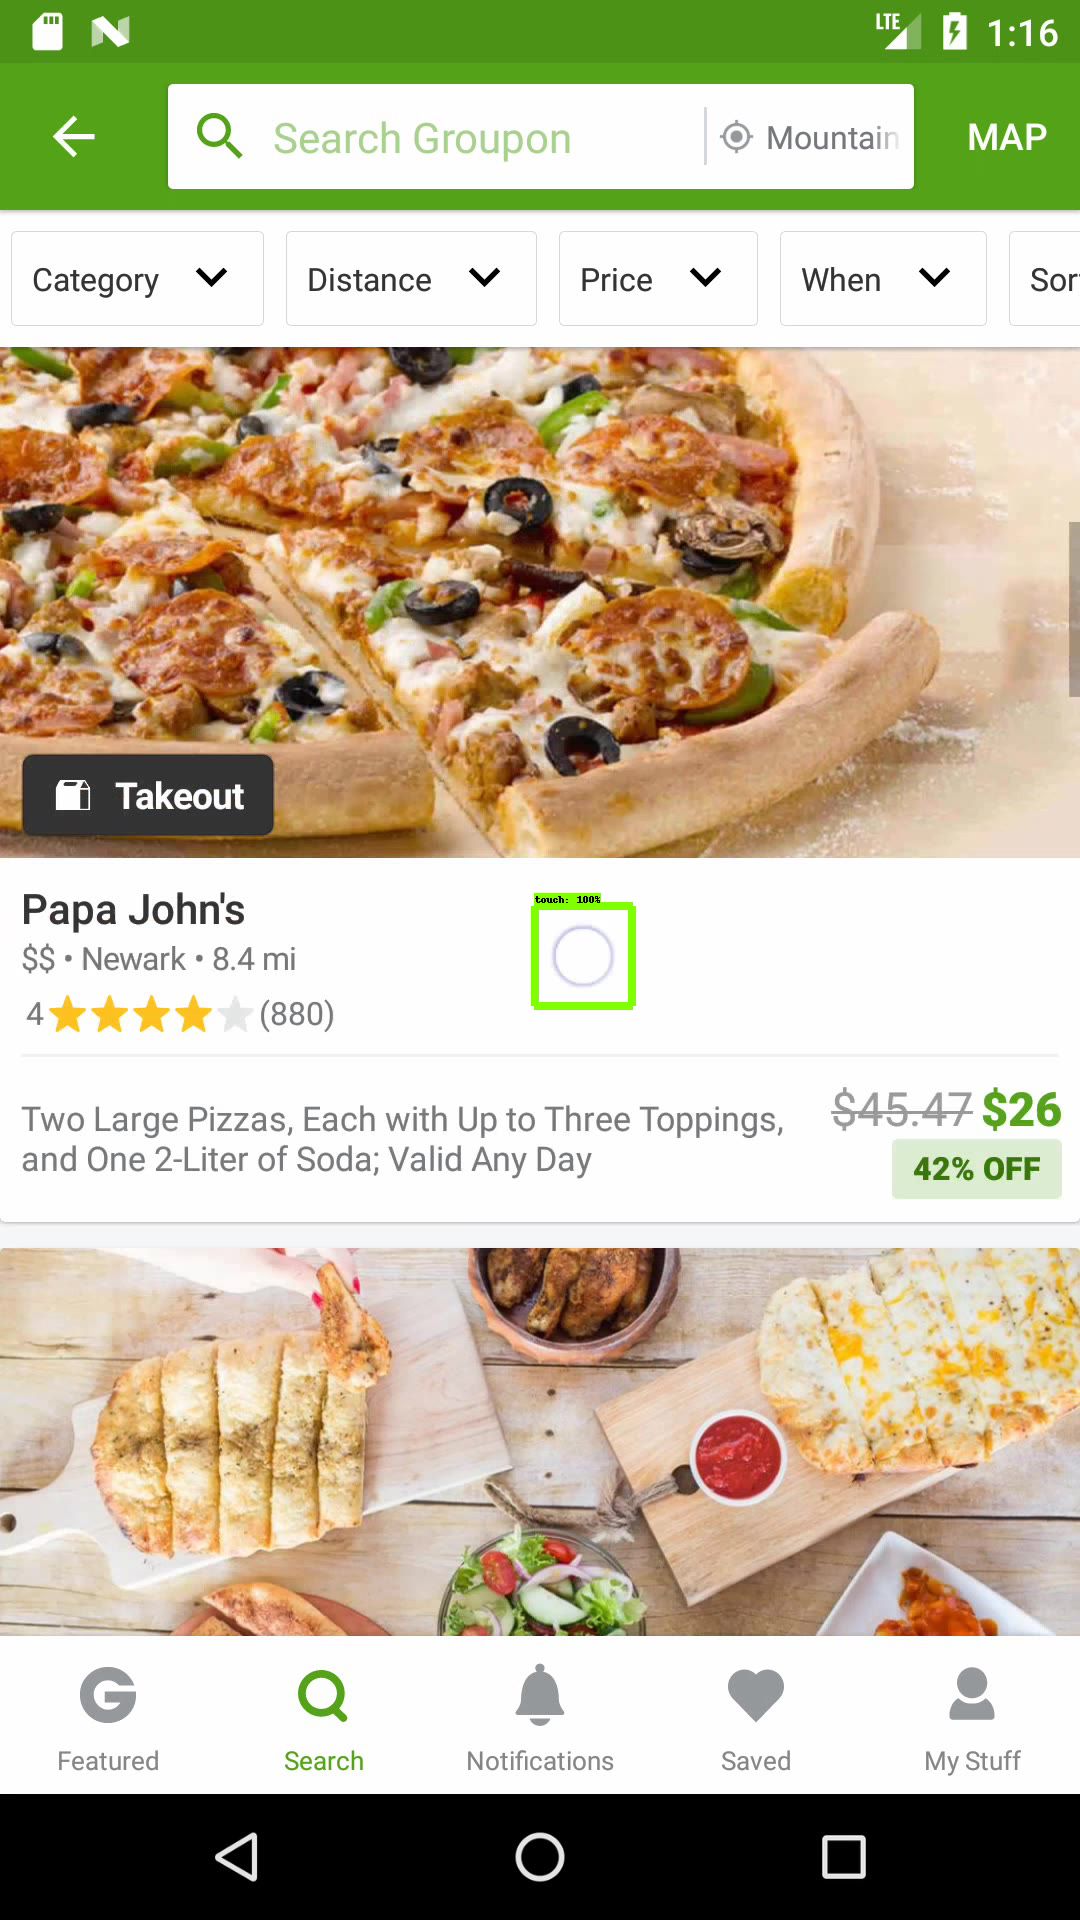 LTE 1:16
Search Groupon Mountain MAP
Category Distance Price When Sor
Takeout
Papa John's
touch: 100%
$$ • Newark • 8.4 mi
4 (880)
Two Large Pizzas, Each with Up to Three Toppings, $45.47 $26
and One 2-Liter of Soda; Valid Any Day 42% OFF
Featured Search Notifications Saved My Stuff